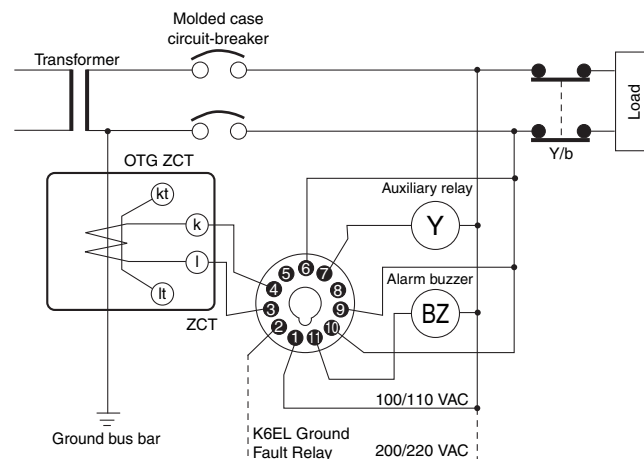 Molded case
circuit-breaker
Transformer
Load
Y/b
OTG ZCT
kt
k
l
lt
ZCT
Auxiliary relay
Y
Alarm buzzer
BZ
6
5
7
4
8
3
9
2
10
1
11
100/110 VAC
Ground bus bar
K6EL Ground
Fault Relay
200/220 VAC